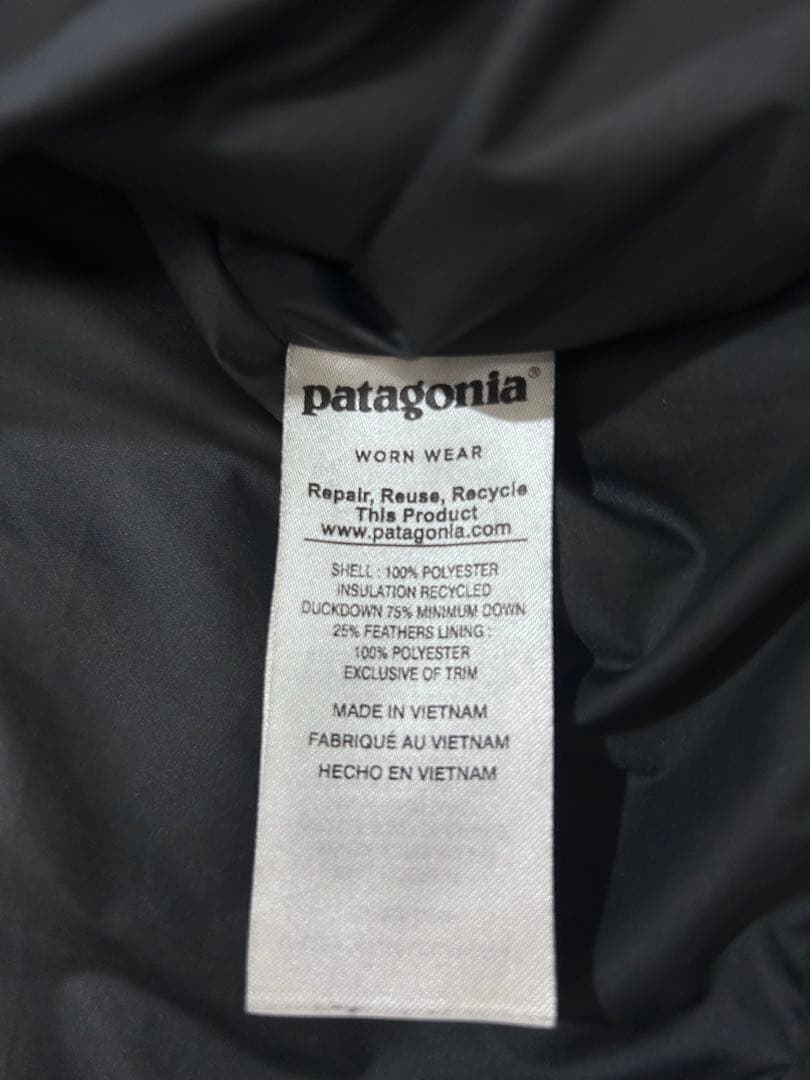 patagonia®
WORN WEAR
Repair, Reuse, Recycle
This Product
www.patagonia.com
SHELL : 100% POLYESTER
INSULATION RECYCLED
DUCKDOWN 75% MINIMUM DOWN
25% FEATHERS LINING :
100% POLYESTER
EXCLUSIVE OF TRIM
MADE IN VIETNAM
FABRIQUÉ AU VIETNAM
HECHO EN VIETNAM